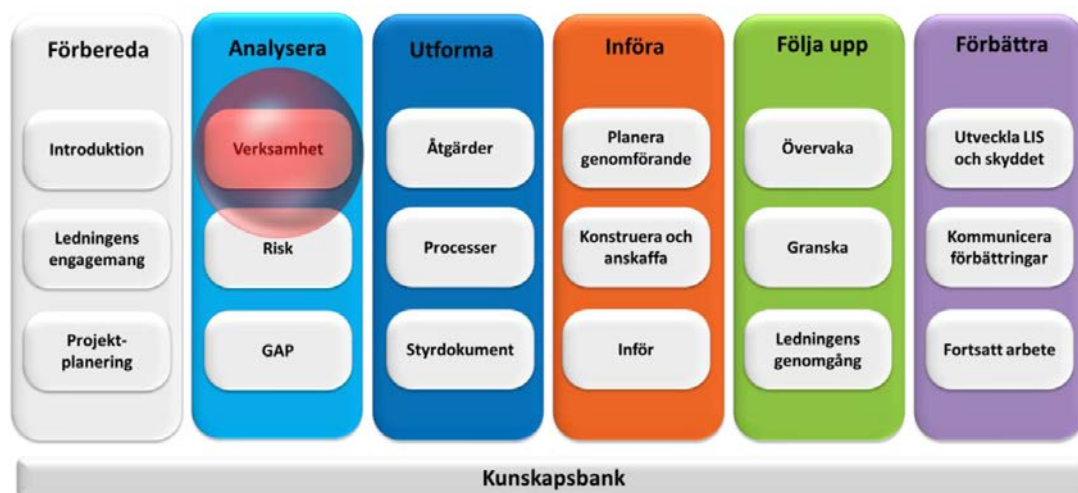 Förbereda
Introduktion
Ledningens
engagemang
Projekt-
planering
Analysera
Verksamhet
Risk
GAP
Utforma
Åtgärder
Processer
Styrdokument
Införa
Planera
genomförande
Konstruera och
anskaffa
Inför
Följa upp
Övervaka
Granska
Ledningens
genomgång
Förbättra
Utveckla LIS
och skyddet
Kommunicera
förbättringar
Fortsatt arbete
Kunskapsbank